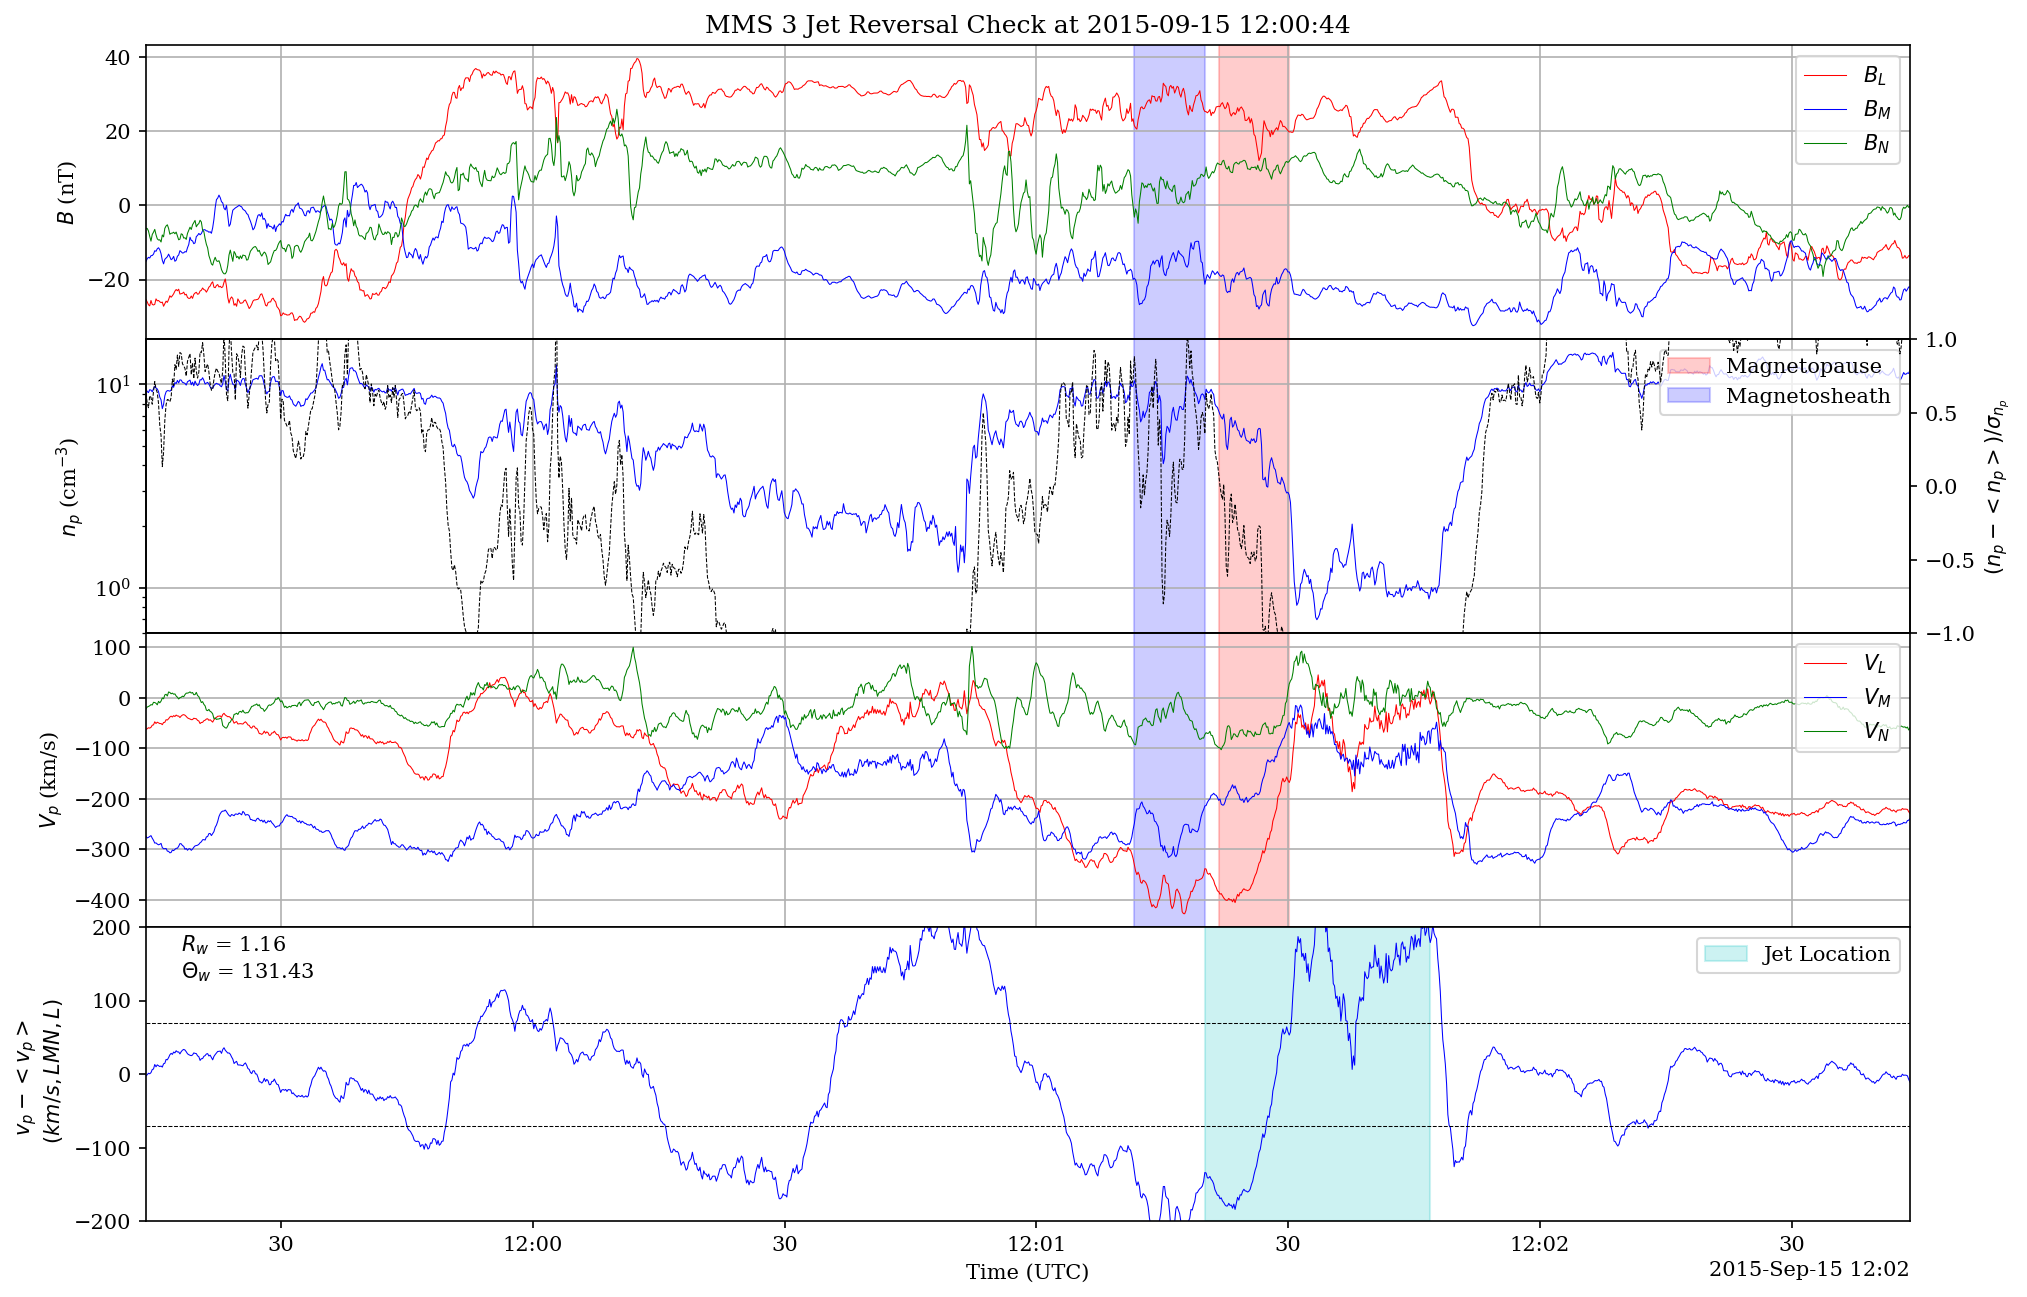 MMS 3 Jet Reversal Check at 2015-09-15 12:00:44
40
20
0
−20
B (nT)
B_L
B_M
B_N
10^1
10^0
n_p (cm^−3)
1.0
0.5
0.0
−0.5
−1.0
(n_p − < n_p >)/σ_{n_p}
Magnetopause
Magnetosheath
100
0
−100
−200
−300
−400
V_p (km/s)
V_L
V_M
V_N
200
100
0
−100
−200
v_p − < v_p >
(km/s, LMN, L)
R_w = 1.16
Θ_w = 131.43
Jet Location
30
12:00
30
12:01
30
12:02
30
Time (UTC)
2015-Sep-15 12:02